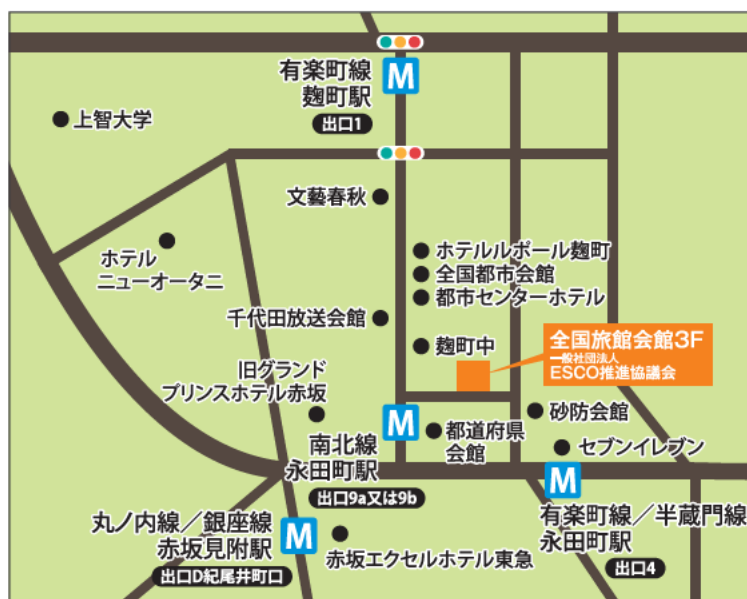 有楽町線
麹町駅
M
出口1
上智大学
文藝春秋
ホテル
ニューオータニ
ホテルルポール麹町
全国都市会館
都市センターホテル
千代田放送会館
麹町中
全国旅館会館3F
一般社団法人
ESCO推進協議会
旧グランド
プリンスホテル赤坂
砂防会館
M
都道府県
会館
セブンイレブン
南北線
永田町駅
出口9a又は9b
M
有楽町線／半蔵門線
永田町駅
出口4
丸ノ内線／銀座線
赤坂見附駅
M
出口D紀尾井町口
赤坂エクセルホテル東急